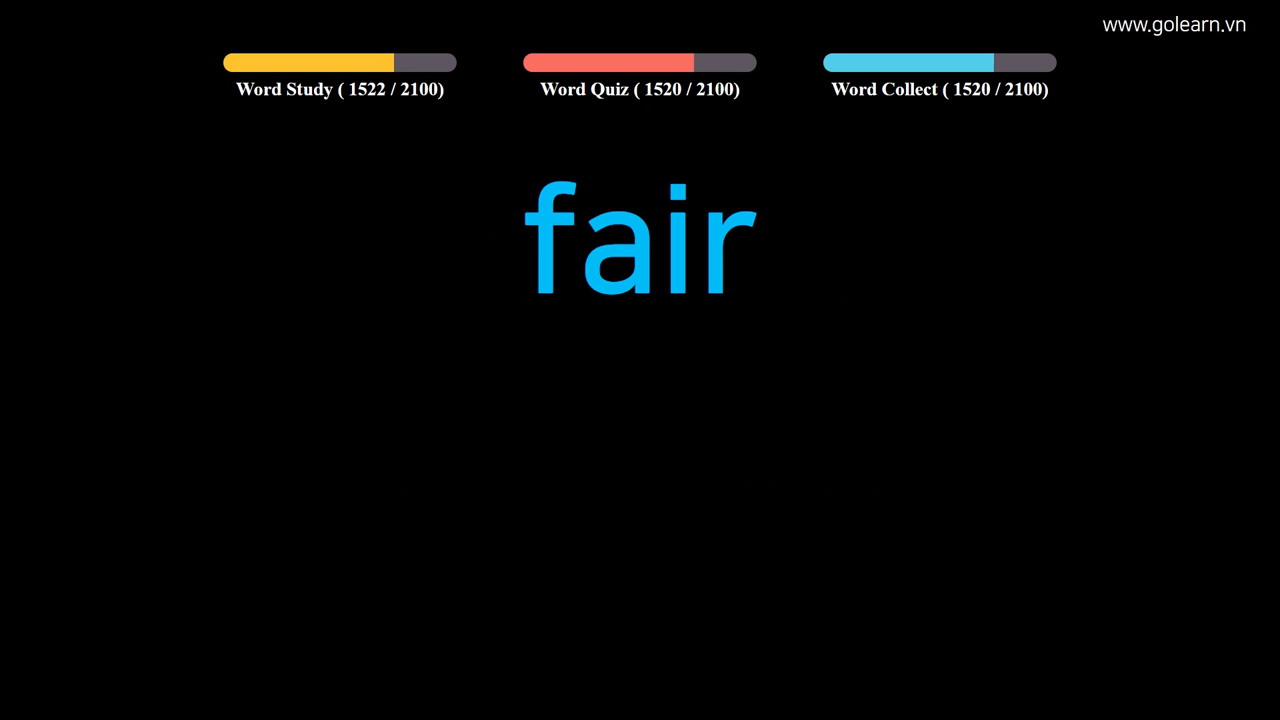 www.golearn.vn
Word Study ( 1522 / 2100)
Word Quiz ( 1520 / 2100)
Word Collect ( 1520 / 2100)
fair